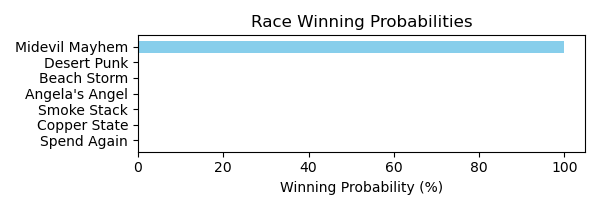 Race Winning Probabilities
Midevil Mayhem
Desert Punk
Beach Storm
Angela's Angel
Smoke Stack
Copper State
Spend Again
0 20 40 60 80 100
Winning Probability (%)